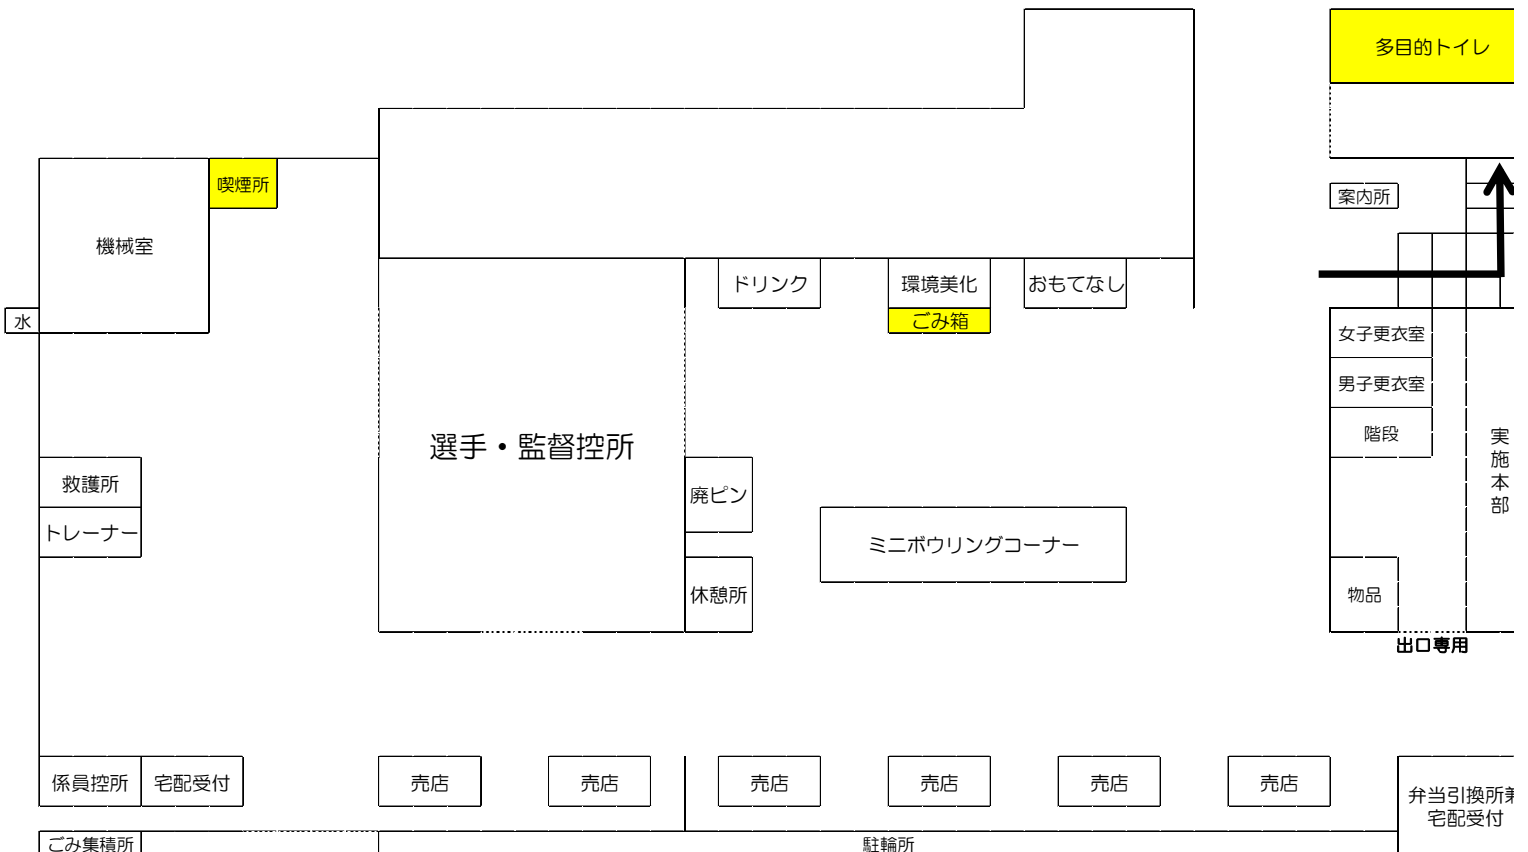 多目的トイレ
喫煙所
案内所
機械室
ドリンク
環境美化
おもてなし
水
ごみ箱
女子更衣室
男子更衣室
階段
選手・監督控所
実施本部
救護所
廃ピン
トレーナー
ミニボウリングコーナー
休憩所
物品
出口専用
係員控所
宅配受付
売店
売店
売店
売店
売店
売店
弁当引換所兼
宅配受付
ごみ集積所
駐輪所